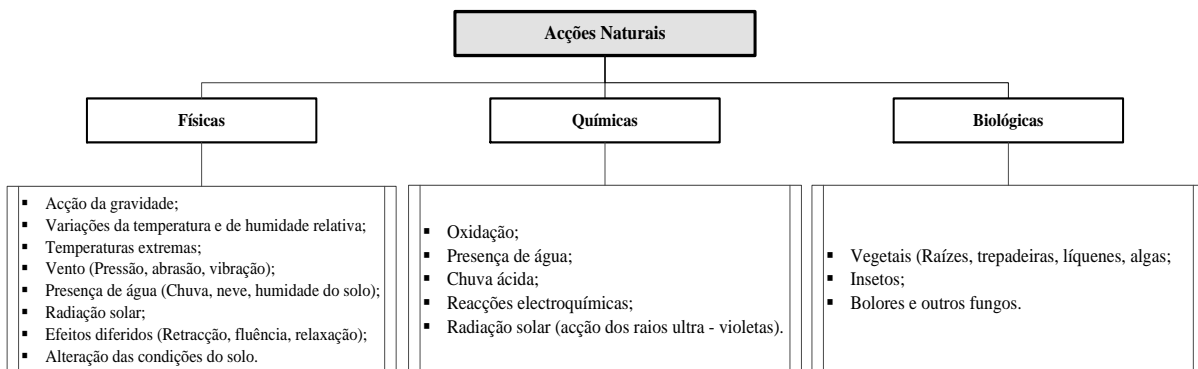 Acções Naturais
Físicas
Químicas
Biológicas
▪ Acção da gravidade;
▪ Variações da temperatura e de humidade relativa;
▪ Temperaturas extremas;
▪ Vento (Pressão, abrasão, vibração);
▪ Presença de água (Chuva, neve, humidade do solo);
▪ Radiação solar;
▪ Efeitos diferidos (Retracção, fluência, relaxação);
▪ Alteração das condições do solo.
▪ Oxidação;
▪ Presença de água;
▪ Chuva ácida;
▪ Reacções electroquímicas;
▪ Radiação solar (acção dos raios ultra - violetas).
▪ Vegetais (Raízes, trepadeiras, líquenes, algas;
▪ Insetos;
▪ Bolores e outros fungos.